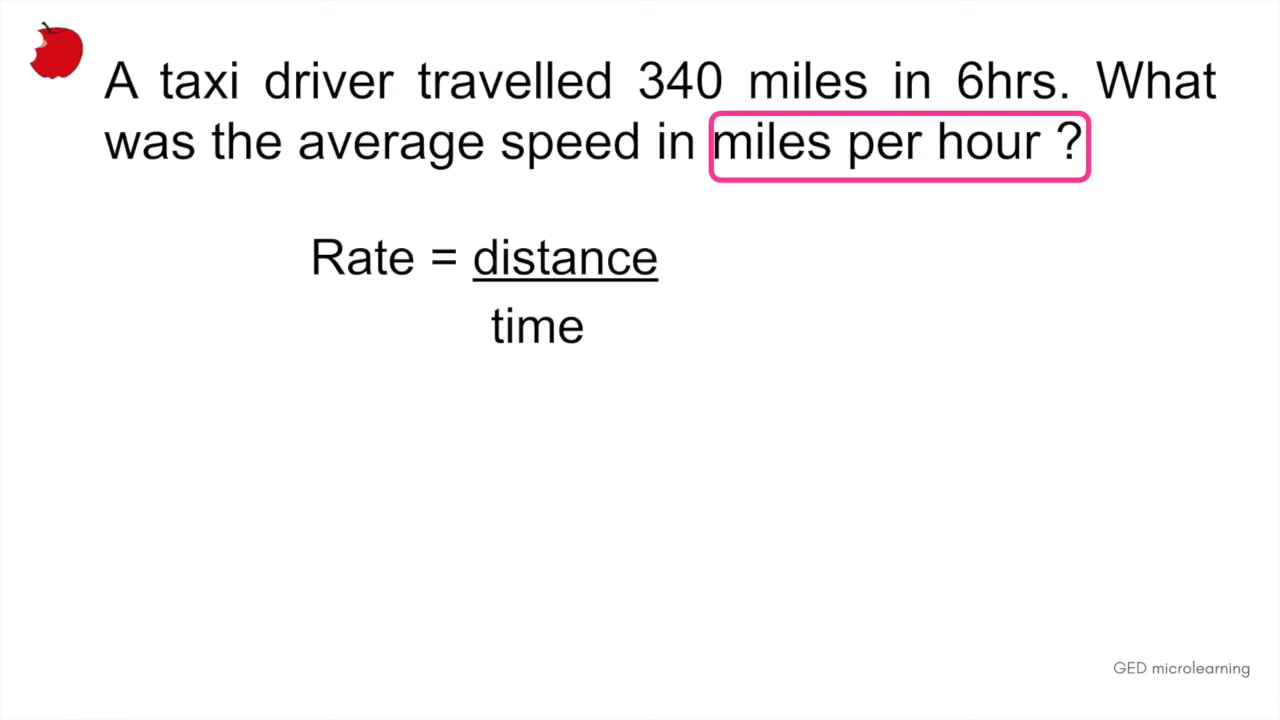 A taxi driver travelled 340 miles in 6hrs. What
was the average speed in miles per hour ?
Rate = distance
time
GED microlearning